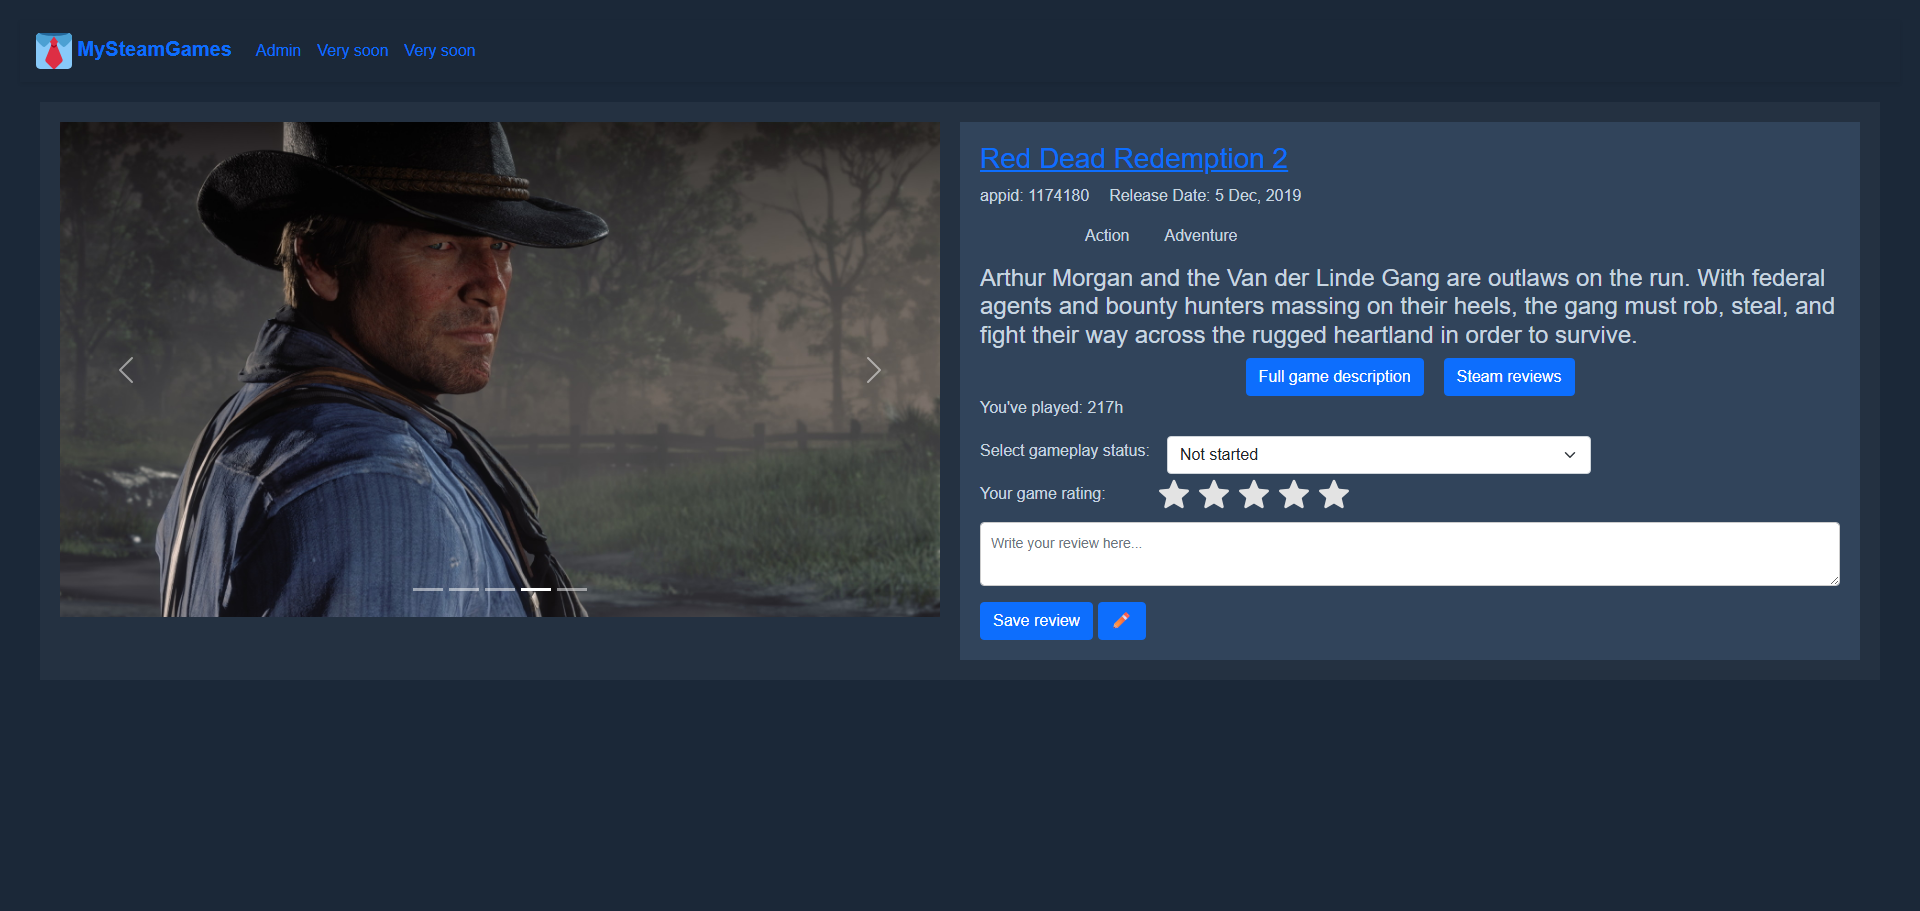 MySteamGames Admin Very soon Very soon
Red Dead Redemption 2
appid: 1174180 Release Date: 5 Dec, 2019
Action Adventure
Arthur Morgan and the Van der Linde Gang are outlaws on the run. With federal
agents and bounty hunters massing on their heels, the gang must rob, steal, and
fight their way across the rugged heartland in order to survive.
Full game description Steam reviews
You've played: 217h
Select gameplay status: Not started
Your game rating:
Write your review here...
Save review